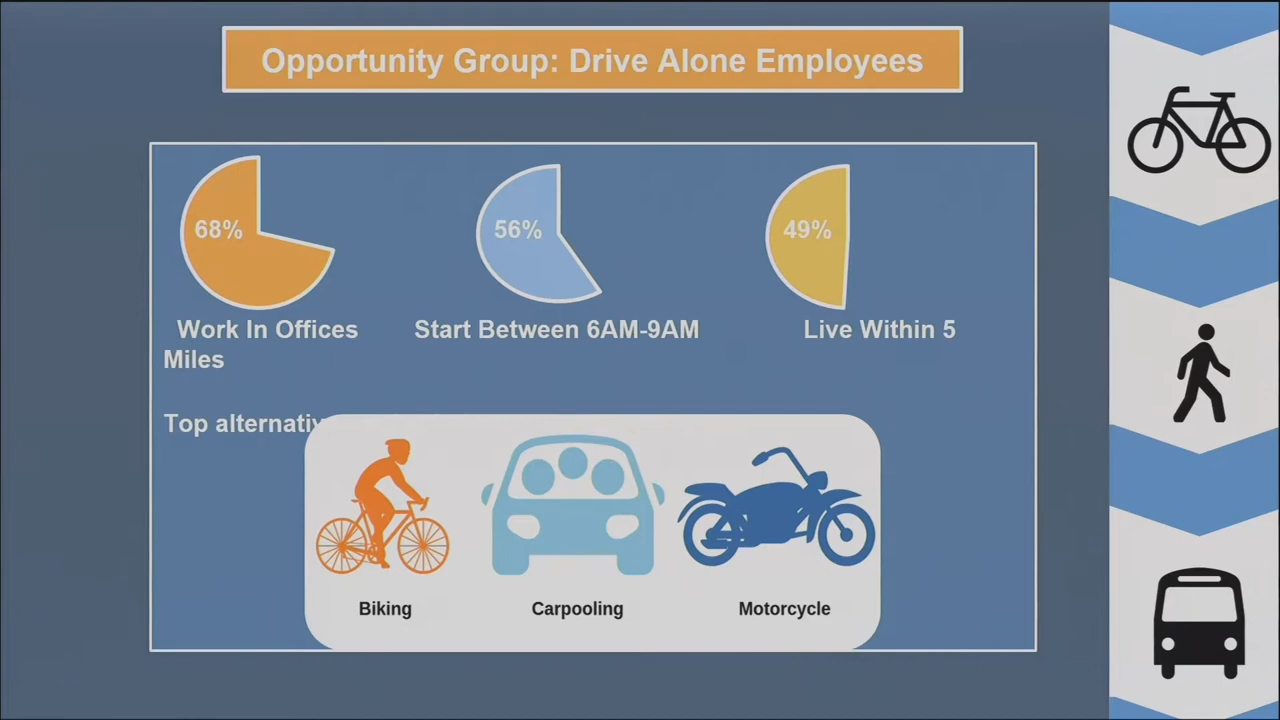 Opportunity Group: Drive Alone Employees
68%
56%
49%
Work In Offices Start Between 6AM-9AM Live Within 5
Miles
Top
Biking
Carpooling
Motorcycle